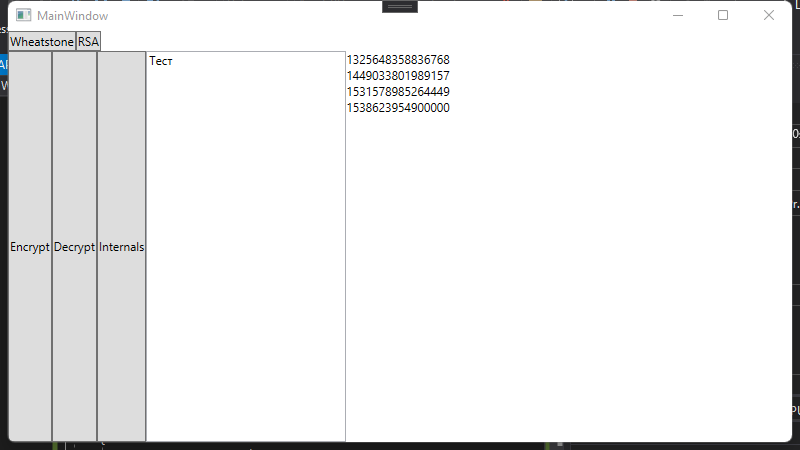 MainWindow
Wheatstone RSA
Encrypt Decrypt Internals
Тест
1325648358836768
1449033801989157
1531578985264449
1538623954900000